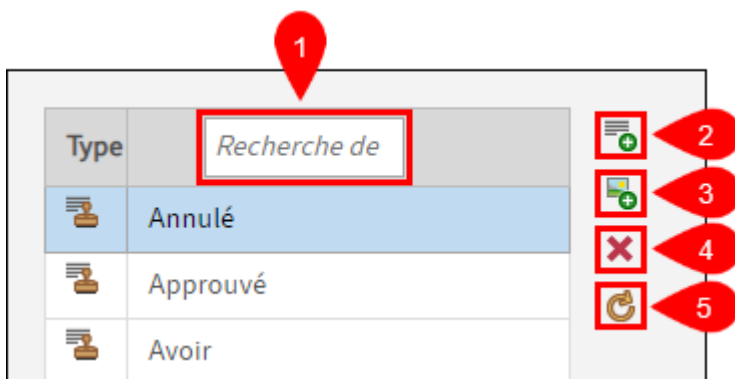 1
Type
Recherche de
2
3
Annulé
4
Approuvé
5
Avoir